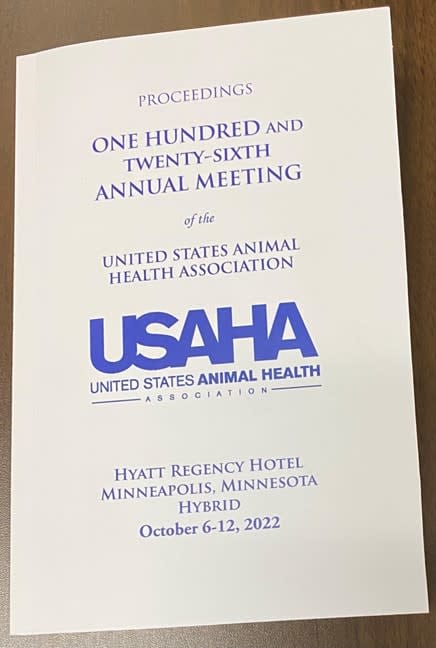 PROCEEDINGS
ONE HUNDRED AND
TWENTY-SIXTH
ANNUAL MEETING
of the
UNITED STATES ANIMAL
HEALTH ASSOCIATION
USAHA
UNITED STATES ANIMAL HEALTH
ASSOCIATION
HYATT REGENCY HOTEL
MINNEAPOLIS, MINNESOTA
HYBRID
October 6-12, 2022